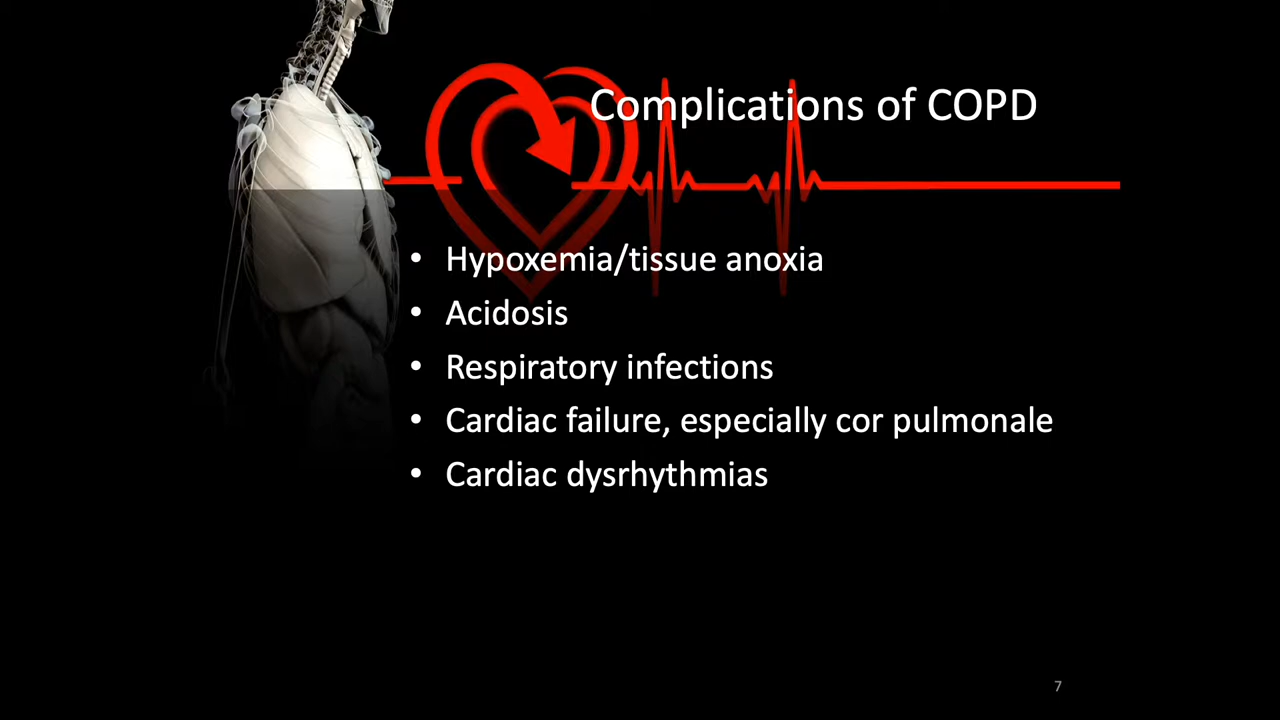 Complications of COPD
• Hypoxemia/tissue anoxia
• Acidosis
• Respiratory infections
• Cardiac failure, especially cor pulmonale
• Cardiac dysrhythmias
7